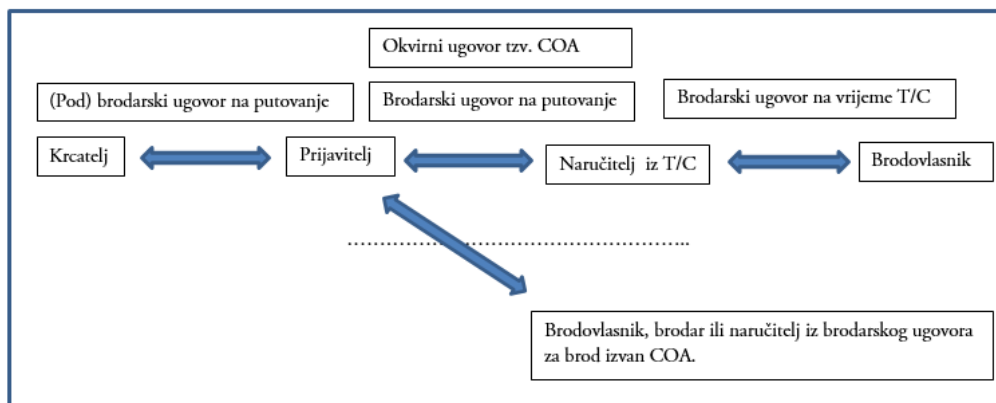 Okvirni ugovor tzv. COA
(Pod) brodarski ugovor na putovanje
Brodarski ugovor na putovanje
Brodarski ugovor na vrijeme T/C
Krcatelj
Prijavitelj
Naručitelj iz T/C
Brodovlasnik
Brodovlasnik, brodar ili naručitelj iz brodarskog ugovora
za brod izvan COA.